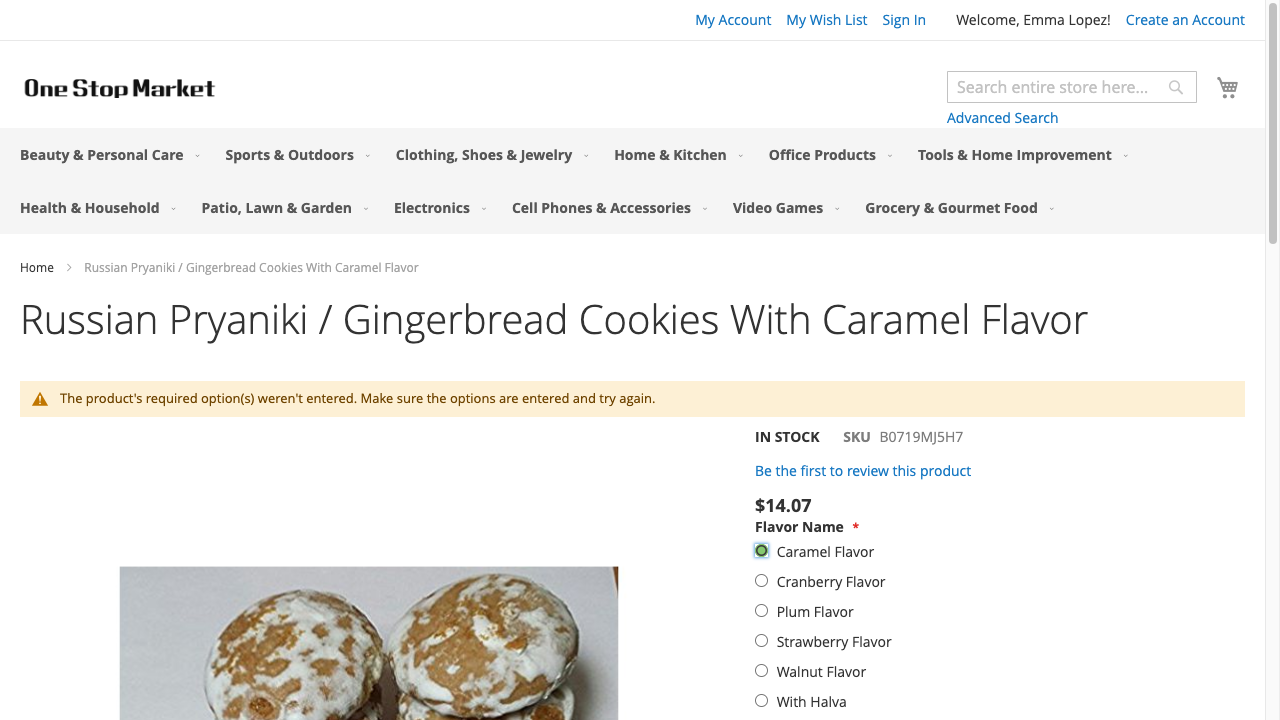 My Account My Wish List Sign In Welcome, Emma Lopez! Create an Account
One Stop Market
Search entire store here...
Advanced Search
Beauty & Personal Care Sports & Outdoors Clothing, Shoes & Jewelry Home & Kitchen Office Products Tools & Home Improvement
Health & Household Patio, Lawn & Garden Electronics Cell Phones & Accessories Video Games Grocery & Gourmet Food
Home Russian Pryaniki / Gingerbread Cookies With Caramel Flavor
Russian Pryaniki / Gingerbread Cookies With Caramel Flavor
The product's required option(s) weren't entered. Make sure the options are entered and try again.
IN STOCK SKU B0719MJ5H7
Be the first to review this product
$14.07
Flavor Name *
Caramel Flavor
Cranberry Flavor
Plum Flavor
Strawberry Flavor
Walnut Flavor
With Halva